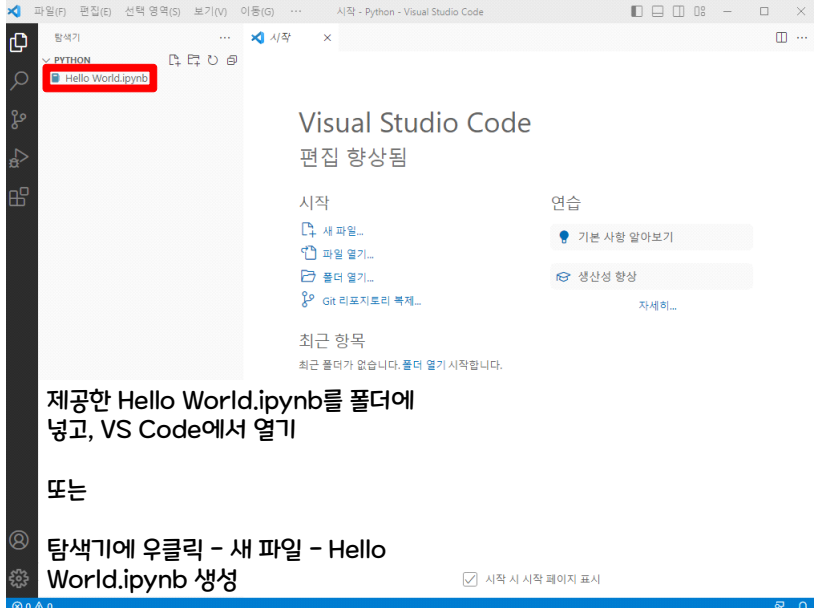 파일(F) 편집(E) 선택 영역(S) 보기(V) 이동(G) ··· 시작 - Python - Visual Studio Code
탐색기 ··· 시작 ×
PYTHON
Hello World.ipynb
Visual Studio Code
편집 향상됨
시작
새 파일...
파일 열기...
폴더 열기...
Git 리포지토리 복제...
최근 항목
최근 폴더가 없습니다. 폴더 열기 시작합니다.
연습
기본 사항 알아보기
생산성 향상
자세히...
제공한 Hello World.ipynb를 폴더에
넣고, VS Code에서 열기
또는
탐색기에 우클릭 - 새 파일 - Hello
World.ipynb 생성
시작 시 시작 페이지 표시
0 0